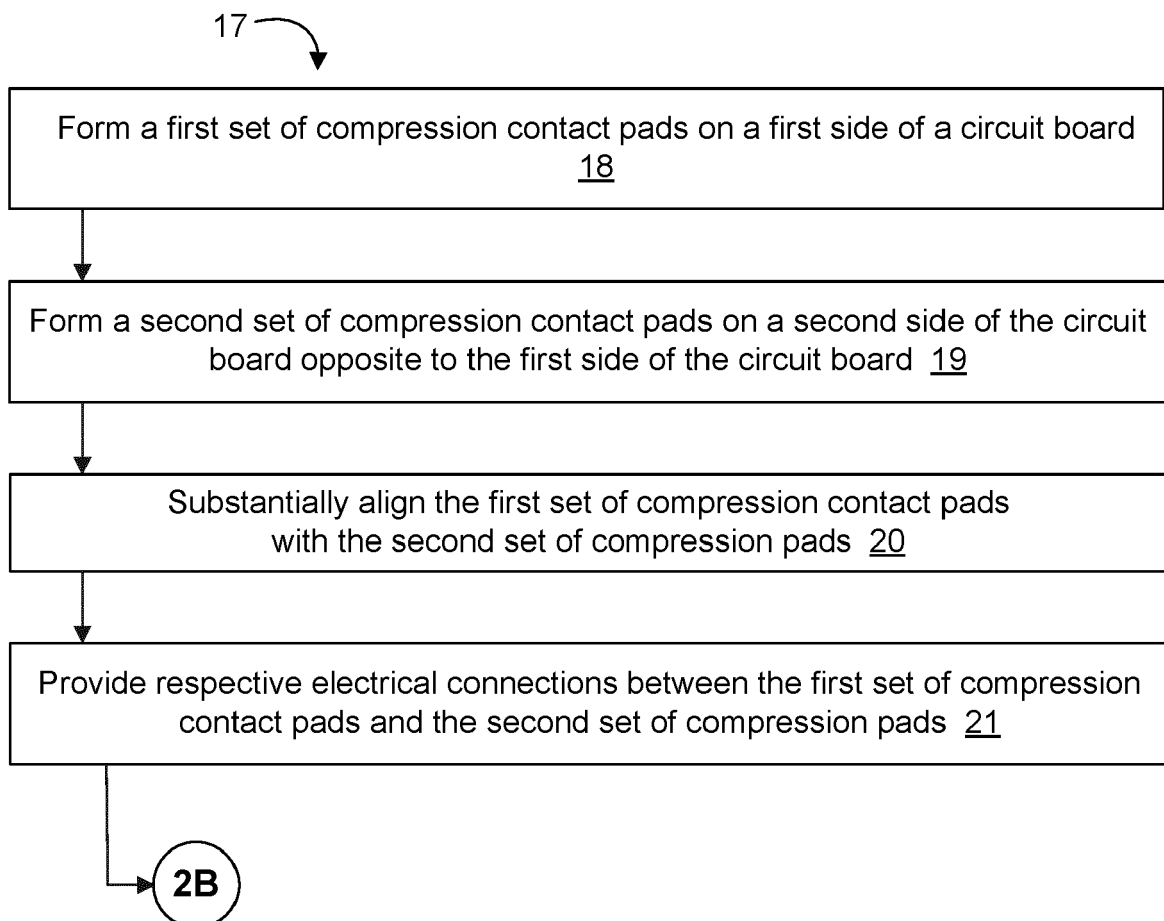 17
Form a first set of compression contact pads on a first side of a circuit board
18
Form a second set of compression contact pads on a second side of the circuit
board opposite to the first side of the circuit board 19
Substantially align the first set of compression contact pads
with the second set of compression pads 20
Provide respective electrical connections between the first set of compression
contact pads and the second set of compression pads 21
2B